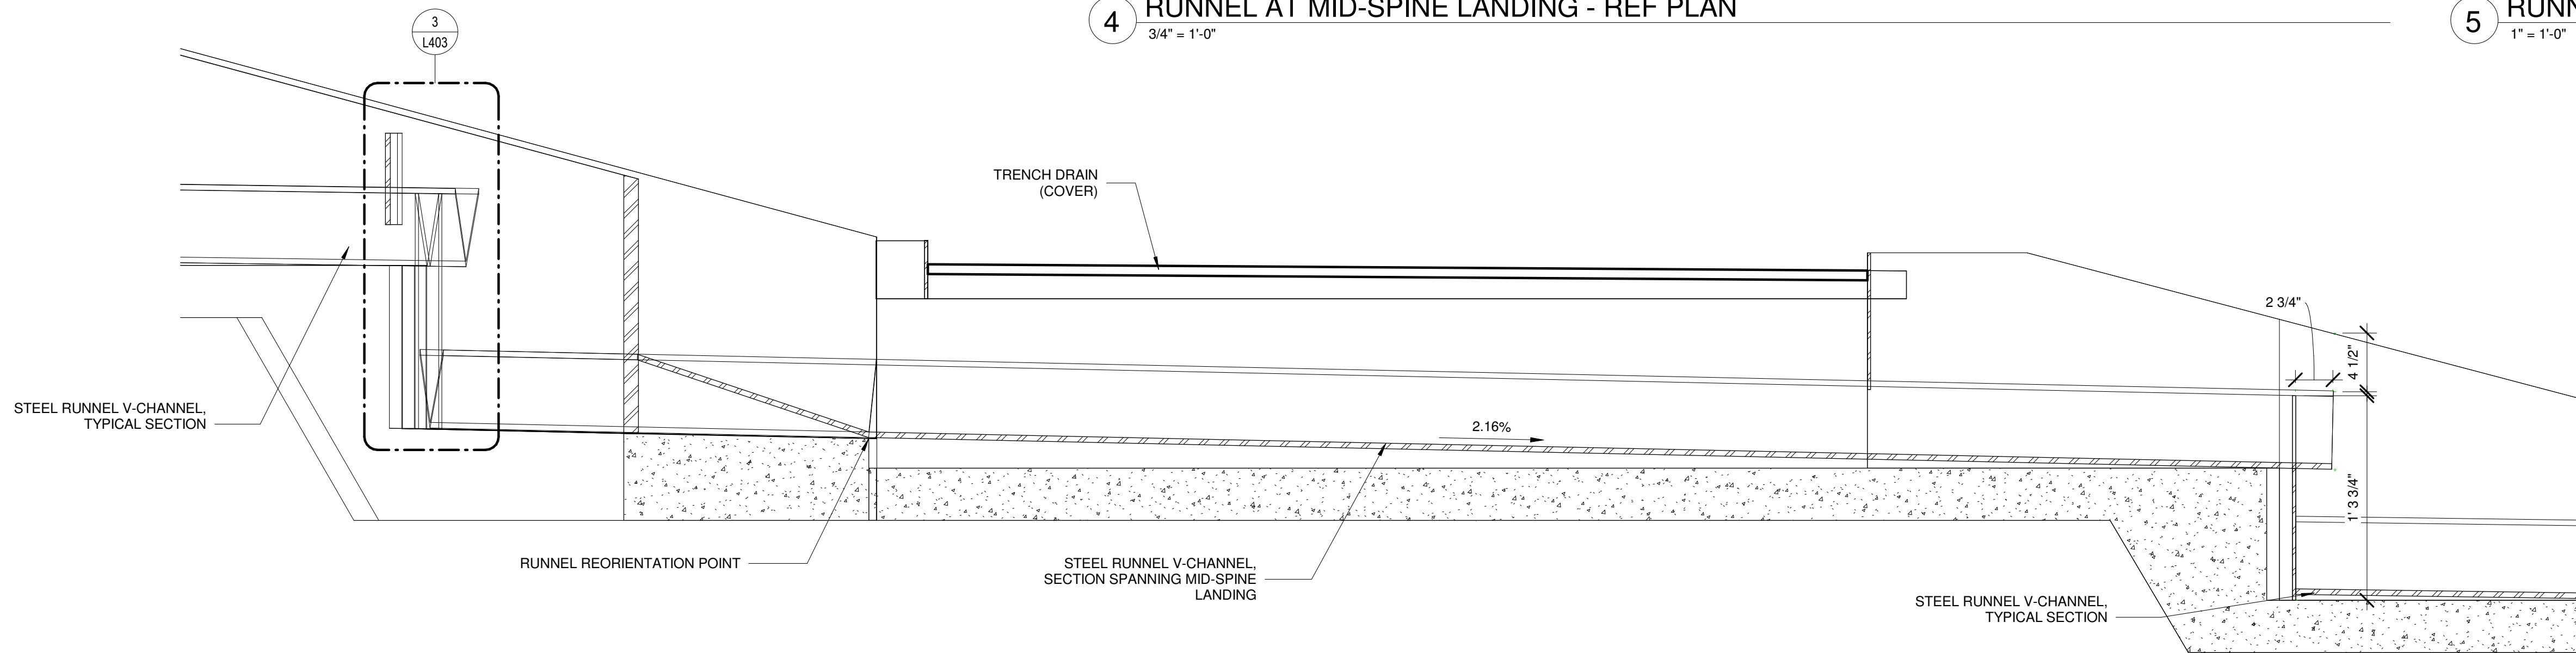 3
L403
4
RUNNEL AT MID-SPINE LANDING - REF PLAN
3/4" = 1'-0"
5
RUNN
1" = 1'-0"
TRENCH DRAIN
(COVER)
2 3/4"
4 1/2"
STEEL RUNNEL V-CHANNEL,
TYPICAL SECTION
2.16%
1' 3 3/4"
RUNNEL REORIENTATION POINT
STEEL RUNNEL V-CHANNEL,
SECTION SPANNING MID-SPINE
LANDING
STEEL RUNNEL V-CHANNEL,
TYPICAL SECTION